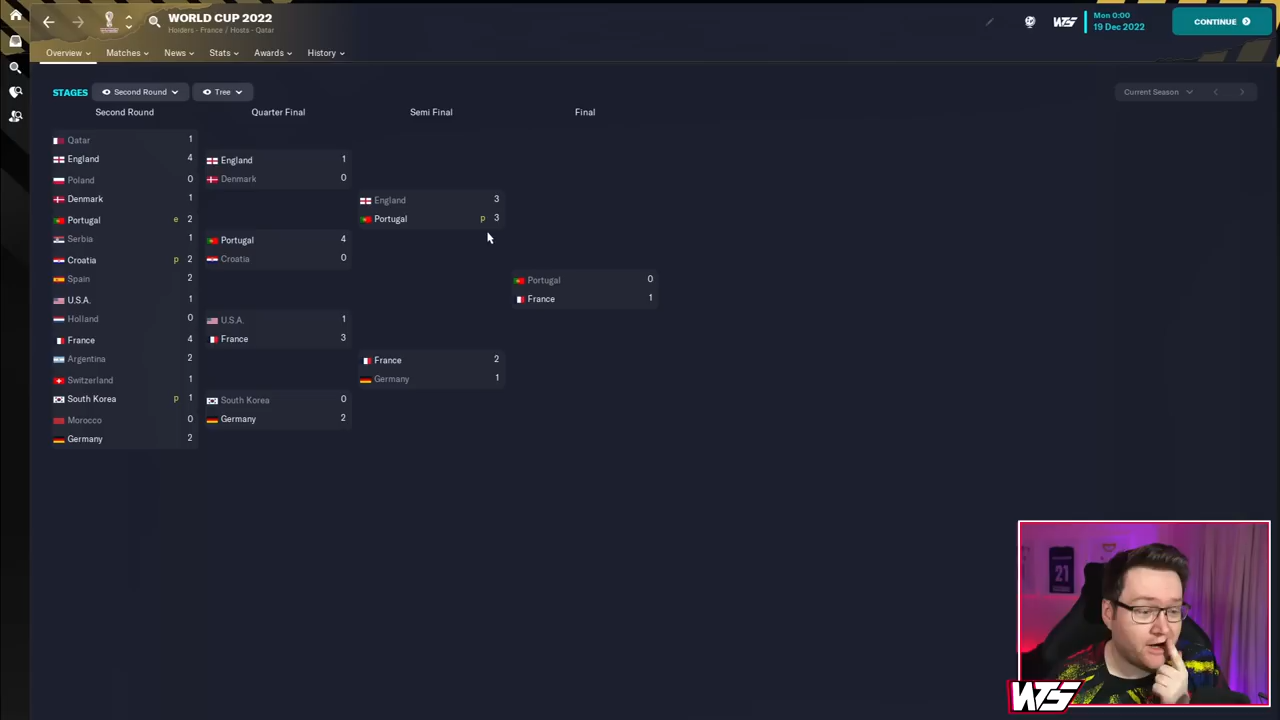 WORLD CUP 2022
Holders - France / Hosts - Qatar
WTS
Mon 0:00
19 Dec 2022
CONTINUE
Overview
Matches
News
Stats
Awards
History
STAGES
Second Round
Tree
Current Season
Second Round
Quarter Final
Semi Final
Final
Qatar 1
England 4
Poland 0
Denmark 1
Portugal e 2
Serbia 1
Croatia p 2
Spain 2
U.S.A. 1
Holland 0
France 4
Argentina 2
Switzerland 1
South Korea p 1
Morocco 0
Germany 2
England 1
Denmark 0
Portugal 4
Croatia 0
U.S.A. 1
France 3
South Korea 0
Germany 2
England 3
Portugal p 3
France 2
Germany 1
Portugal 0
France 1
21
WTS